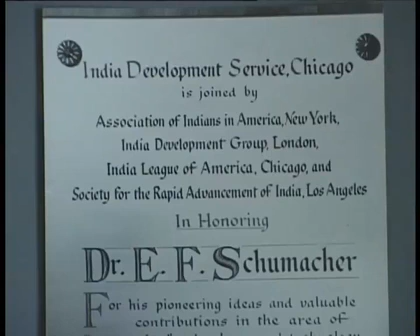 India Development Service, Chicago
is joined by
Association of Indians in America, New York,
India Development Group, London,
India League of America, Chicago, and
Society for the Rapid Advancement of India, Los Angeles
In Honoring
Dr. E. F. Schumacher
For his pioneering ideas and valuable
contributions in the area of